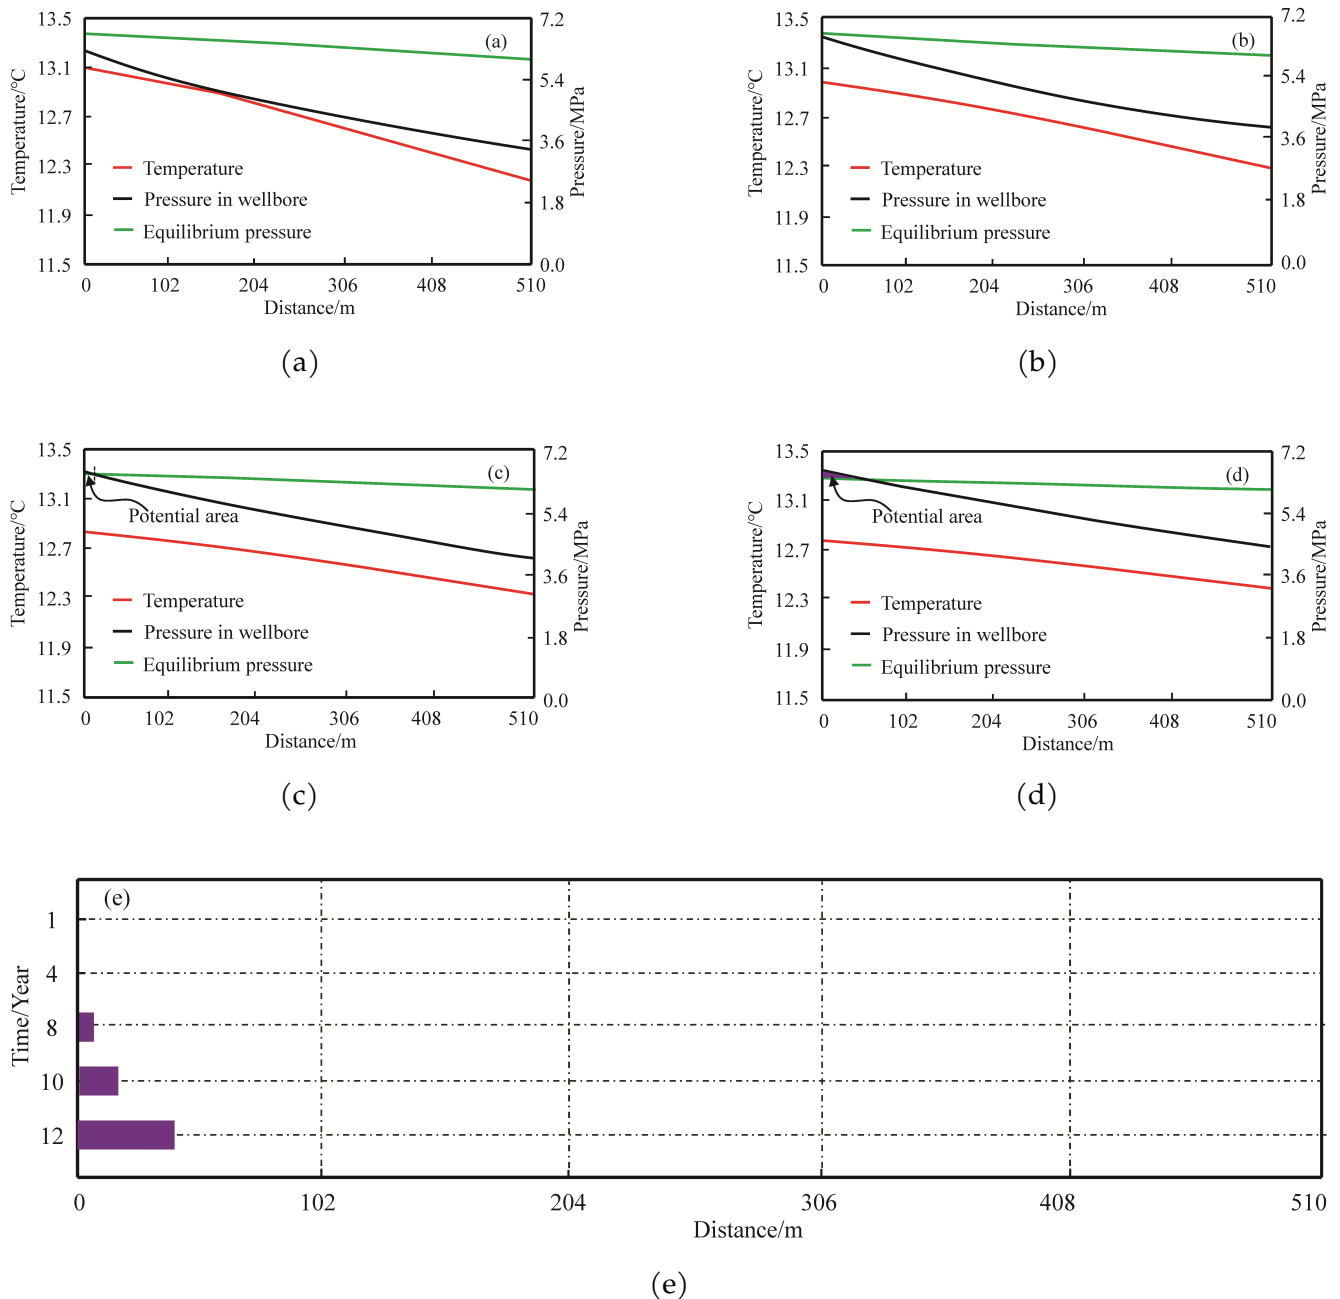 13.5
13.1
12.7
12.3
11.9
11.5
Temperature/°C
7.2
5.4
3.6
1.8
0.0
Pressure/MPa
(a)
Temperature
Pressure in wellbore
Equilibrium pressure
0 102 204 306 408 510
Distance/m
(a)
13.5
13.1
12.7
12.3
11.9
11.5
Temperature/°C
7.2
5.4
3.6
1.8
0.0
Pressure/MPa
(b)
Temperature
Pressure in wellbore
Equilibrium pressure
0 102 204 306 408 510
Distance/m
(b)
13.5
13.1
12.7
12.3
11.9
11.5
Temperature/°C
7.2
5.4
3.6
1.8
0.0
Pressure/MPa
(c)
Potential area
Temperature
Pressure in wellbore
Equilibrium pressure
0 102 204 306 408 510
Distance/m
(c)
13.5
13.1
12.7
12.3
11.9
11.5
Temperature/°C
7.2
5.4
3.6
1.8
0.0
Pressure/MPa
(d)
Potential area
Temperature
Pressure in wellbore
Equilibrium pressure
0 102 204 306 408 510
Distance/m
(d)
(e)
1
4
8
10
12
Time/Year
0 102 204 306 408 510
Distance/m
(e)